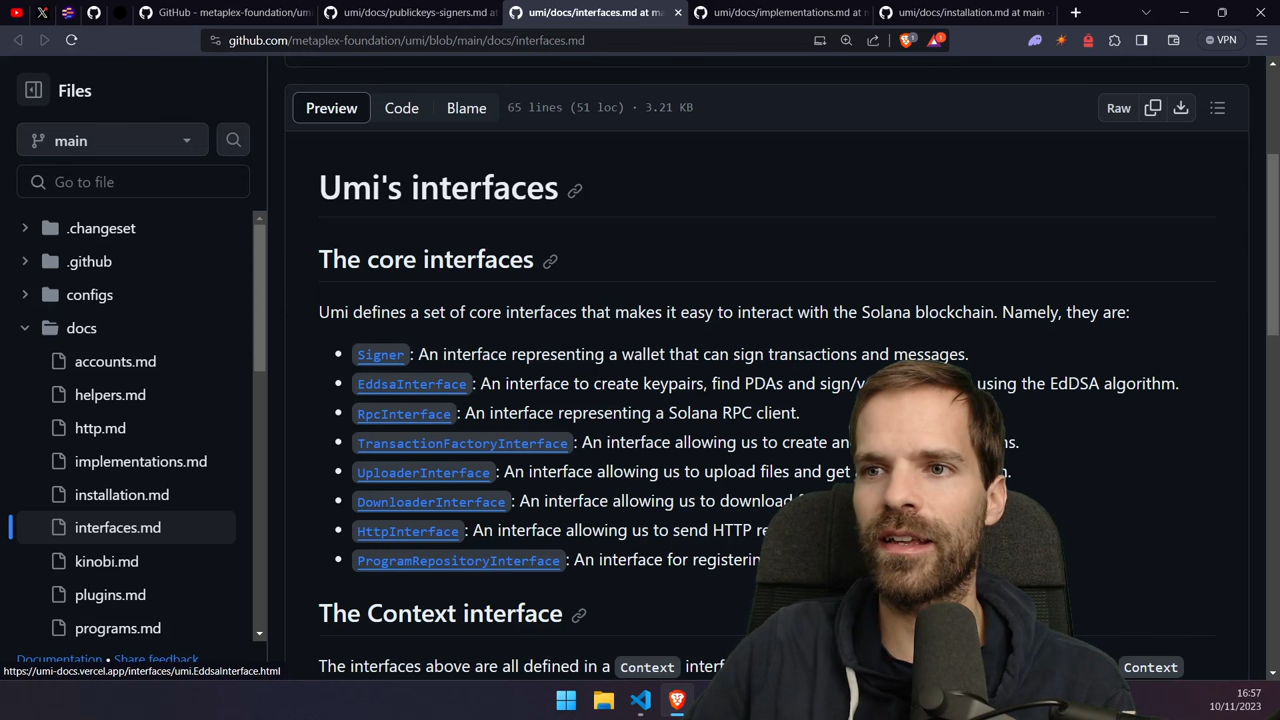 GitHub - metaplex-foundation/umi
umi/docs/publickeys-signers.md at
umi/docs/interfaces.md at ma
umi/docs/implementations.md at m
umi/docs/installation.md at main ·
github.com/metaplex-foundation/umi/blob/main/docs/interfaces.md
1
1
VPN
Files
main
Go to file
.changeset
.github
configs
docs
accounts.md
helpers.md
http.md
implementations.md
installation.md
interfaces.md
kinobi.md
plugins.md
programs.md
Documentation • Share feedback
https://umi-docs.vercel.app/interfaces/umi.EddsaInterface.html
Preview
Code
Blame
65 lines (51 loc) · 3.21 KB
Raw
Umi's interfaces
The core interfaces
Umi defines a set of core interfaces that makes it easy to interact with the Solana blockchain. Namely, they are:
• Signer: An interface representing a wallet that can sign transactions and messages.
• EddsaInterface: An interface to create keypairs, find PDAs and sign/v using the EdDSA algorithm.
• RpcInterface: An interface representing a Solana RPC client.
• TransactionFactoryInterface: An interface allowing us to create an
• UploaderInterface: An interface allowing us to upload files and get
• DownloaderInterface: An interface allowing us to download
• HttpInterface: An interface allowing us to send HTTP re
• ProgramRepositoryInterface: An interface for registerin
The Context interface
The interfaces above are all defined in a Context interf Context
16:57
10/11/2023